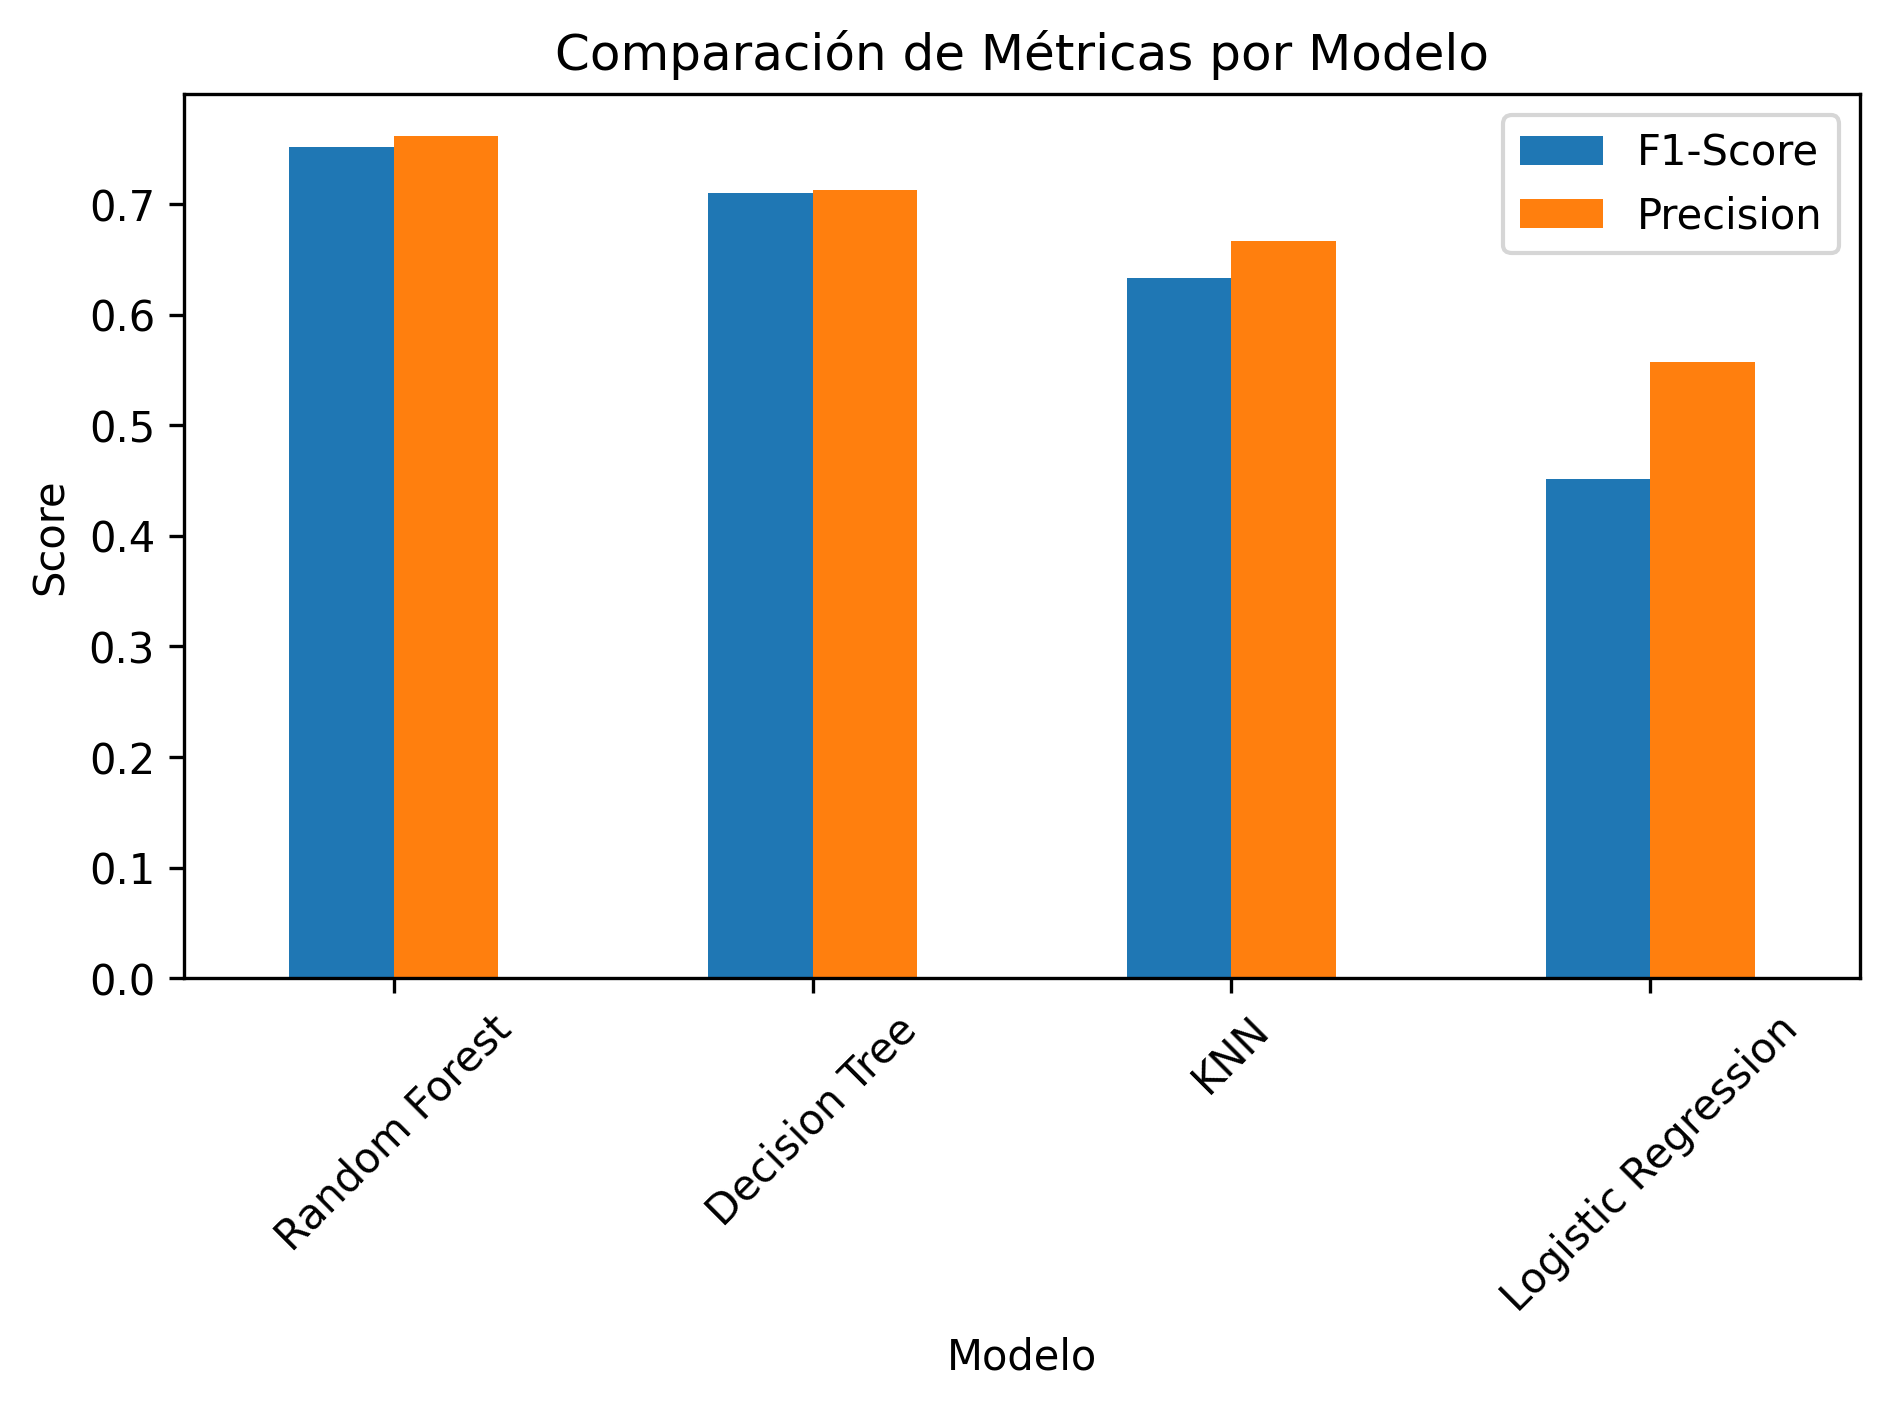 Comparación de Métricas por Modelo
F1-Score
Precision
Score
0.7
0.6
0.5
0.4
0.3
0.2
0.1
0.0
Random Forest
Decision Tree
KNN
Logistic Regression
Modelo